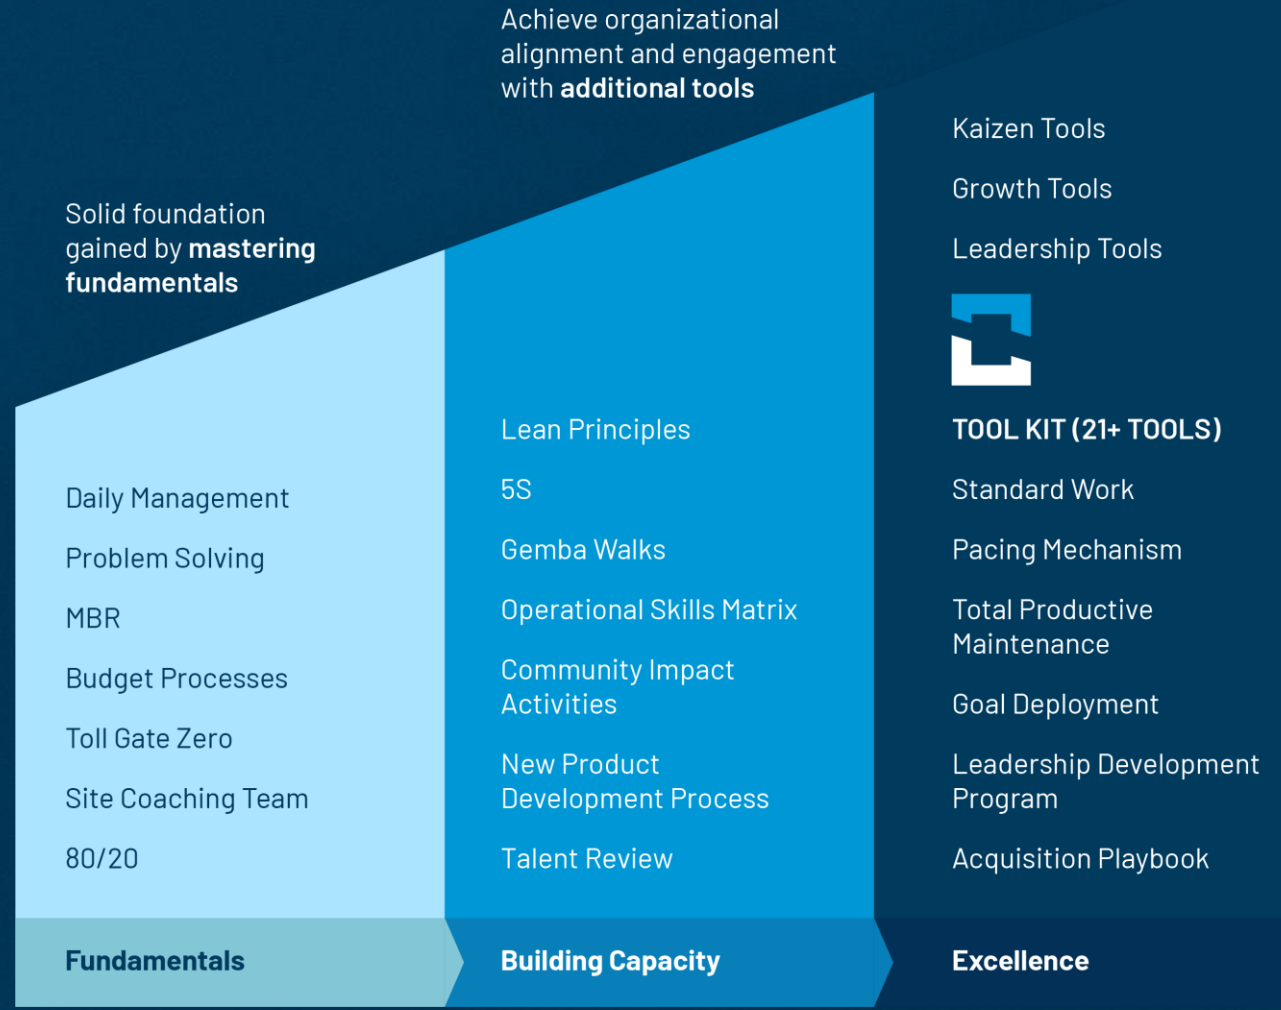 Solid foundation
gained by mastering
fundamentals
Daily Management
Problem Solving
MBR
Budget Processes
Toll Gate Zero
Site Coaching Team
80/20
Fundamentals
Achieve organizational
alignment and engagement
with additional tools
Lean Principles
5S
Gemba Walks
Operational Skills Matrix
Community Impact
Activities
New Product
Development Process
Talent Review
Building Capacity
Kaizen Tools
Growth Tools
Leadership Tools
TOOL KIT (21+ TOOLS)
Standard Work
Pacing Mechanism
Total Productive
Maintenance
Goal Deployment
Leadership Development
Program
Acquisition Playbook
Excellence